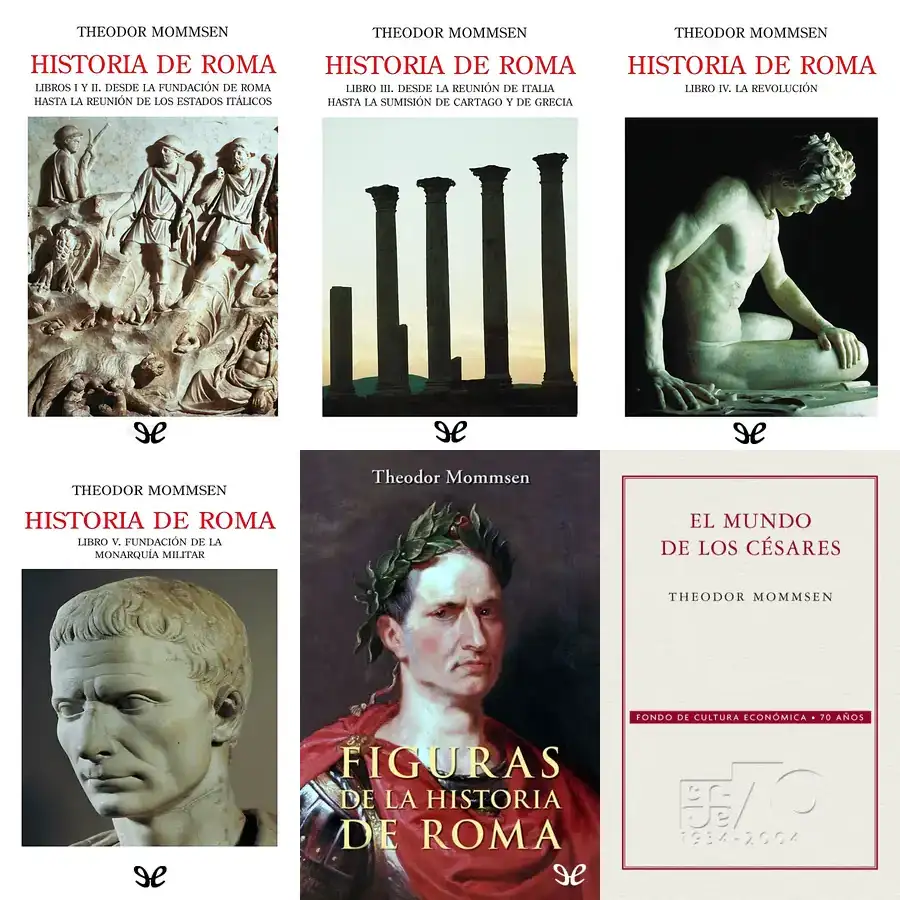 THEODOR MOMMSEN
HISTORIA DE ROMA
LIBROS I Y II. DESDE LA FUNDACIÓN DE ROMA
HASTA LA REUNIÓN DE LOS ESTADOS ITÁLICOS
THEODOR MOMMSEN
HISTORIA DE ROMA
LIBRO III. DESDE LA REUNIÓN DE ITALIA
HASTA LA SUMISIÓN DE CARTAGO Y DE GRECIA
THEODOR MOMMSEN
HISTORIA DE ROMA
LIBRO IV. LA REVOLUCIÓN
THEODOR MOMMSEN
HISTORIA DE ROMA
LIBRO V. FUNDACIÓN DE LA
MONARQUÍA MILITAR
Theodor Mommsen
FIGURAS
DE LA HISTORIA
DE ROMA
EL MUNDO
DE LOS CÉSARES
THEODOR MOMMSEN
FONDO DE CULTURA ECONÓMICA • 70 AÑOS
70
1934-2004